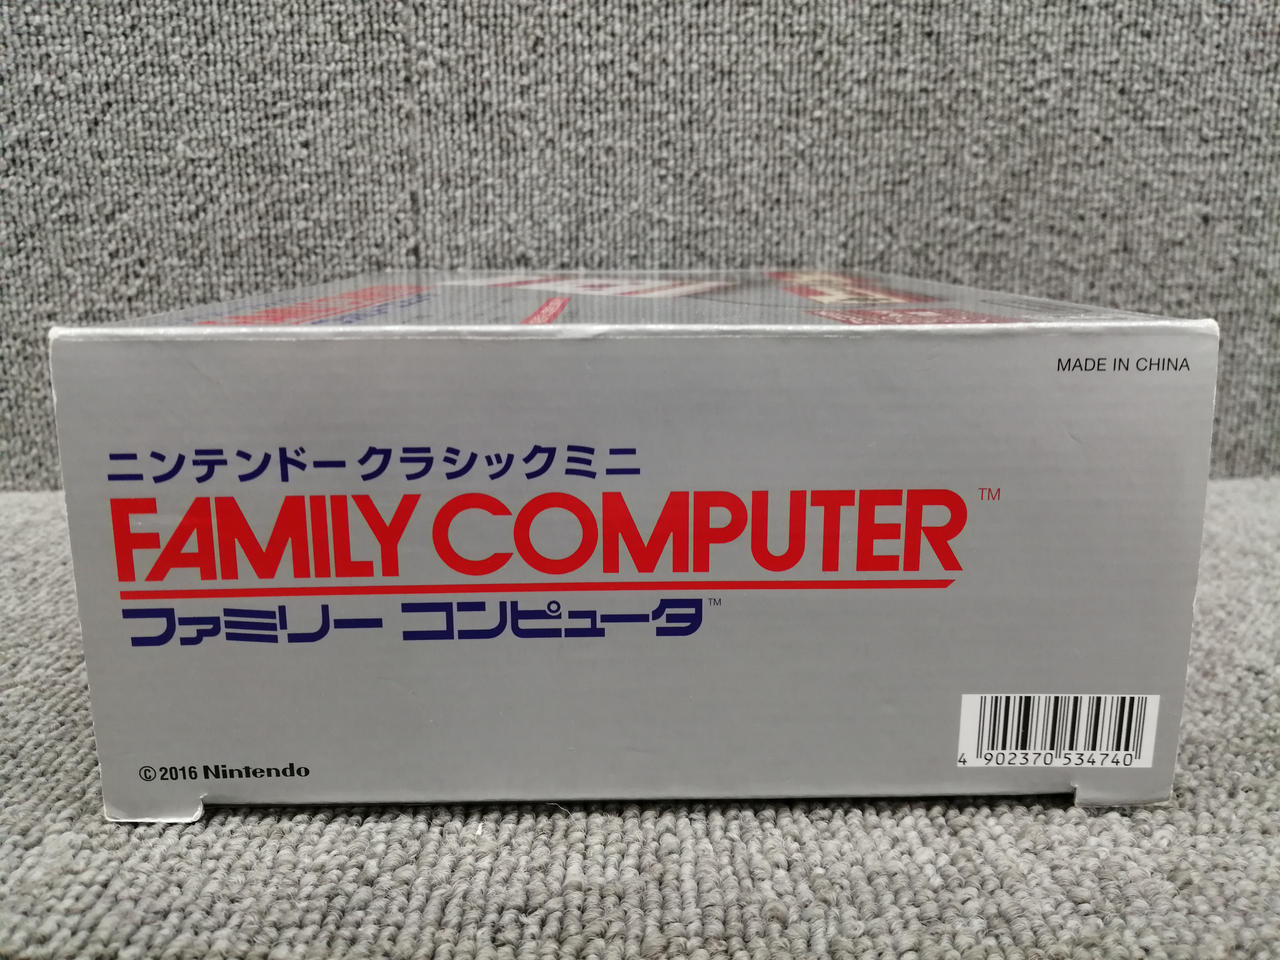 MADE IN CHINA
ニンテンドークラシックミニ
FAMILY COMPUTER™
ファミリー コンピュータ™
©2016 Nintendo
4 902370 534740